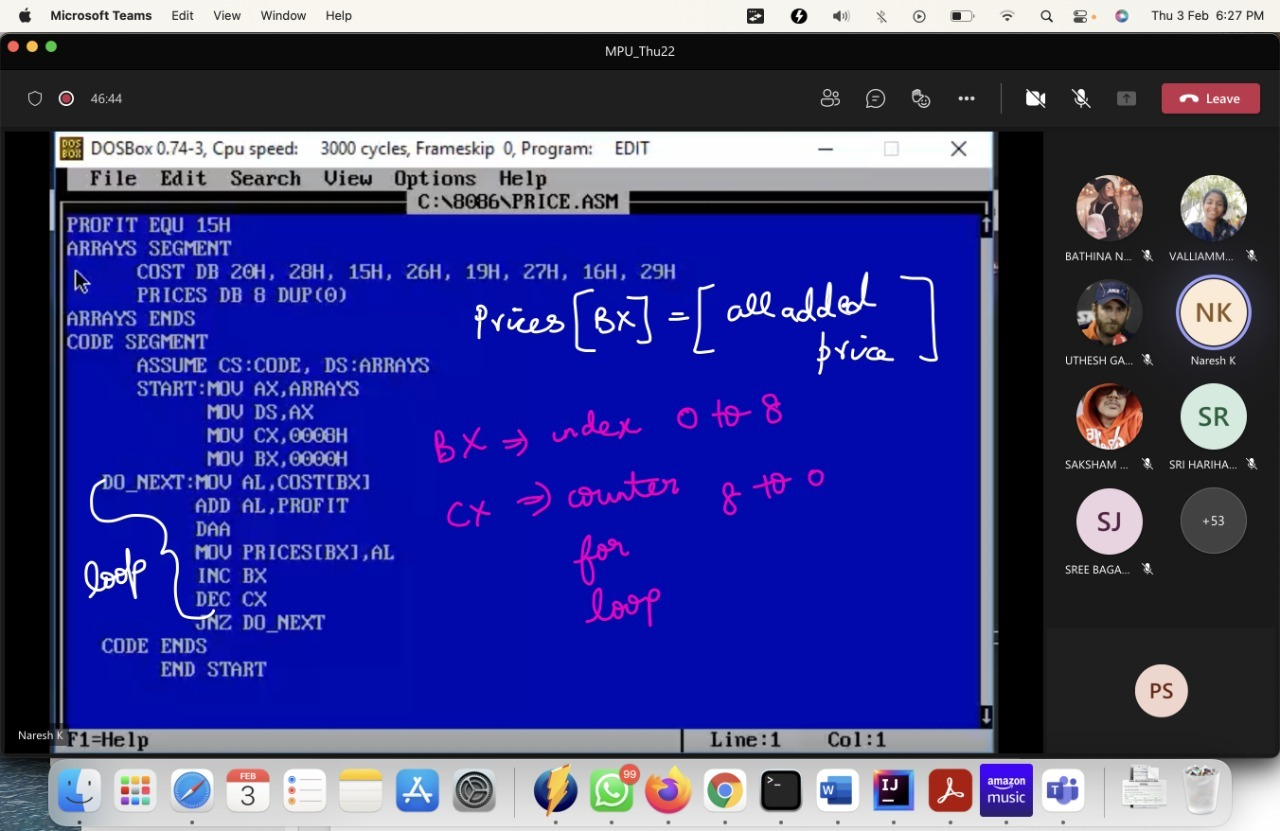 Microsoft Teams Edit View Window Help Thu 3 Feb 6:27 PM
MPU_Thu22
46:44 Leave
DOSBox 0.74-3, Cpu speed: 3000 cycles, Frameskip 0, Program: EDIT
File Edit Search View Options Help
C:\8086\PRICE.ASM
PROFIT EQU 15H
ARRAYS SEGMENT
COST DB 20H, 28H, 15H, 26H, 19H, 27H, 16H, 29H
PRICES DB 8 DUP(0)
ARRAYS ENDS
CODE SEGMENT
ASSUME CS:CODE, DS:ARRAYS
START:MOV AX,ARRAYS
MOV DS,AX
MOV CX,0008H
MOV BX,0000H
DO_NEXT:MOV AL,COST[BX]
ADD AL,PROFIT
DAA
MOV PRICES[BX],AL
INC BX
DEC CX
JNZ DO_NEXT
CODE ENDS
END START
Prices [BX] = [all added
price]
BX ⇒ index 0 to 8
CX ⇒ counter 8 to 0
for
loop
loop
Naresh K
F1=Help Line:1 Col:1
BATHINA N... VALLIAMM...
NK
UTHESH GA... Naresh K
SR
SAKSHAM ... SRI HARIHA...
SJ +53
SREE BAGA...
PS
FEB
3
99
W
IJ
amazon
music